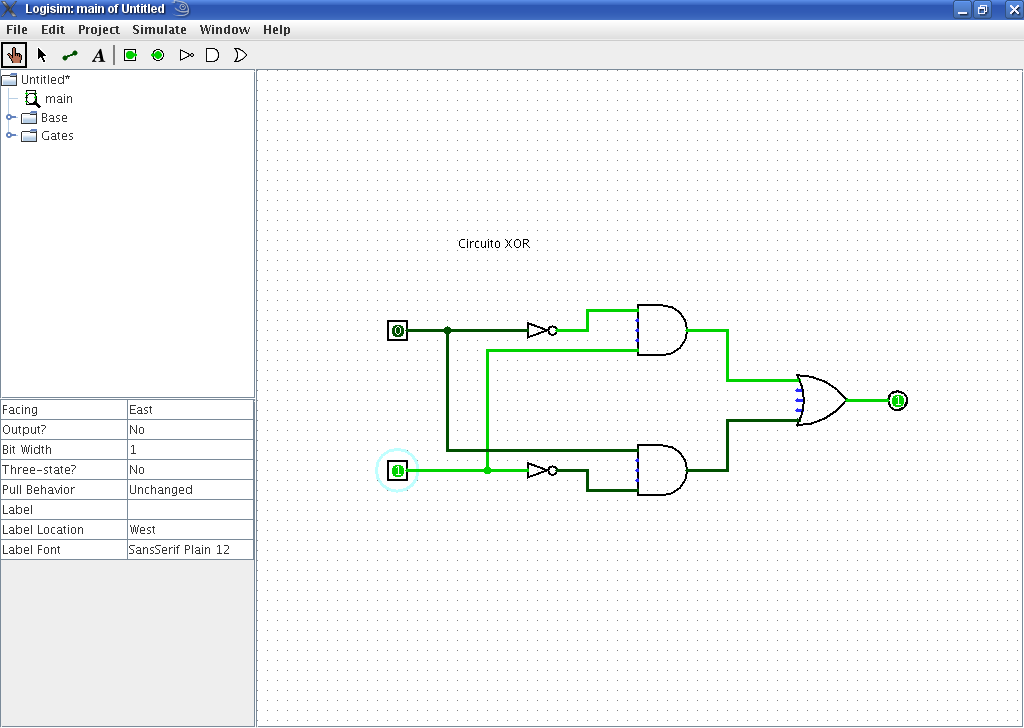 Logisim: main of Untitled
File Edit Project Simulate Window Help
A
Untitled*
main
Base
Gates
Facing East
Output? No
Bit Width 1
Three-state? No
Pull Behavior Unchanged
Label
Label Location West
Label Font SansSerif Plain 12
Circuito XOR
0
1
1